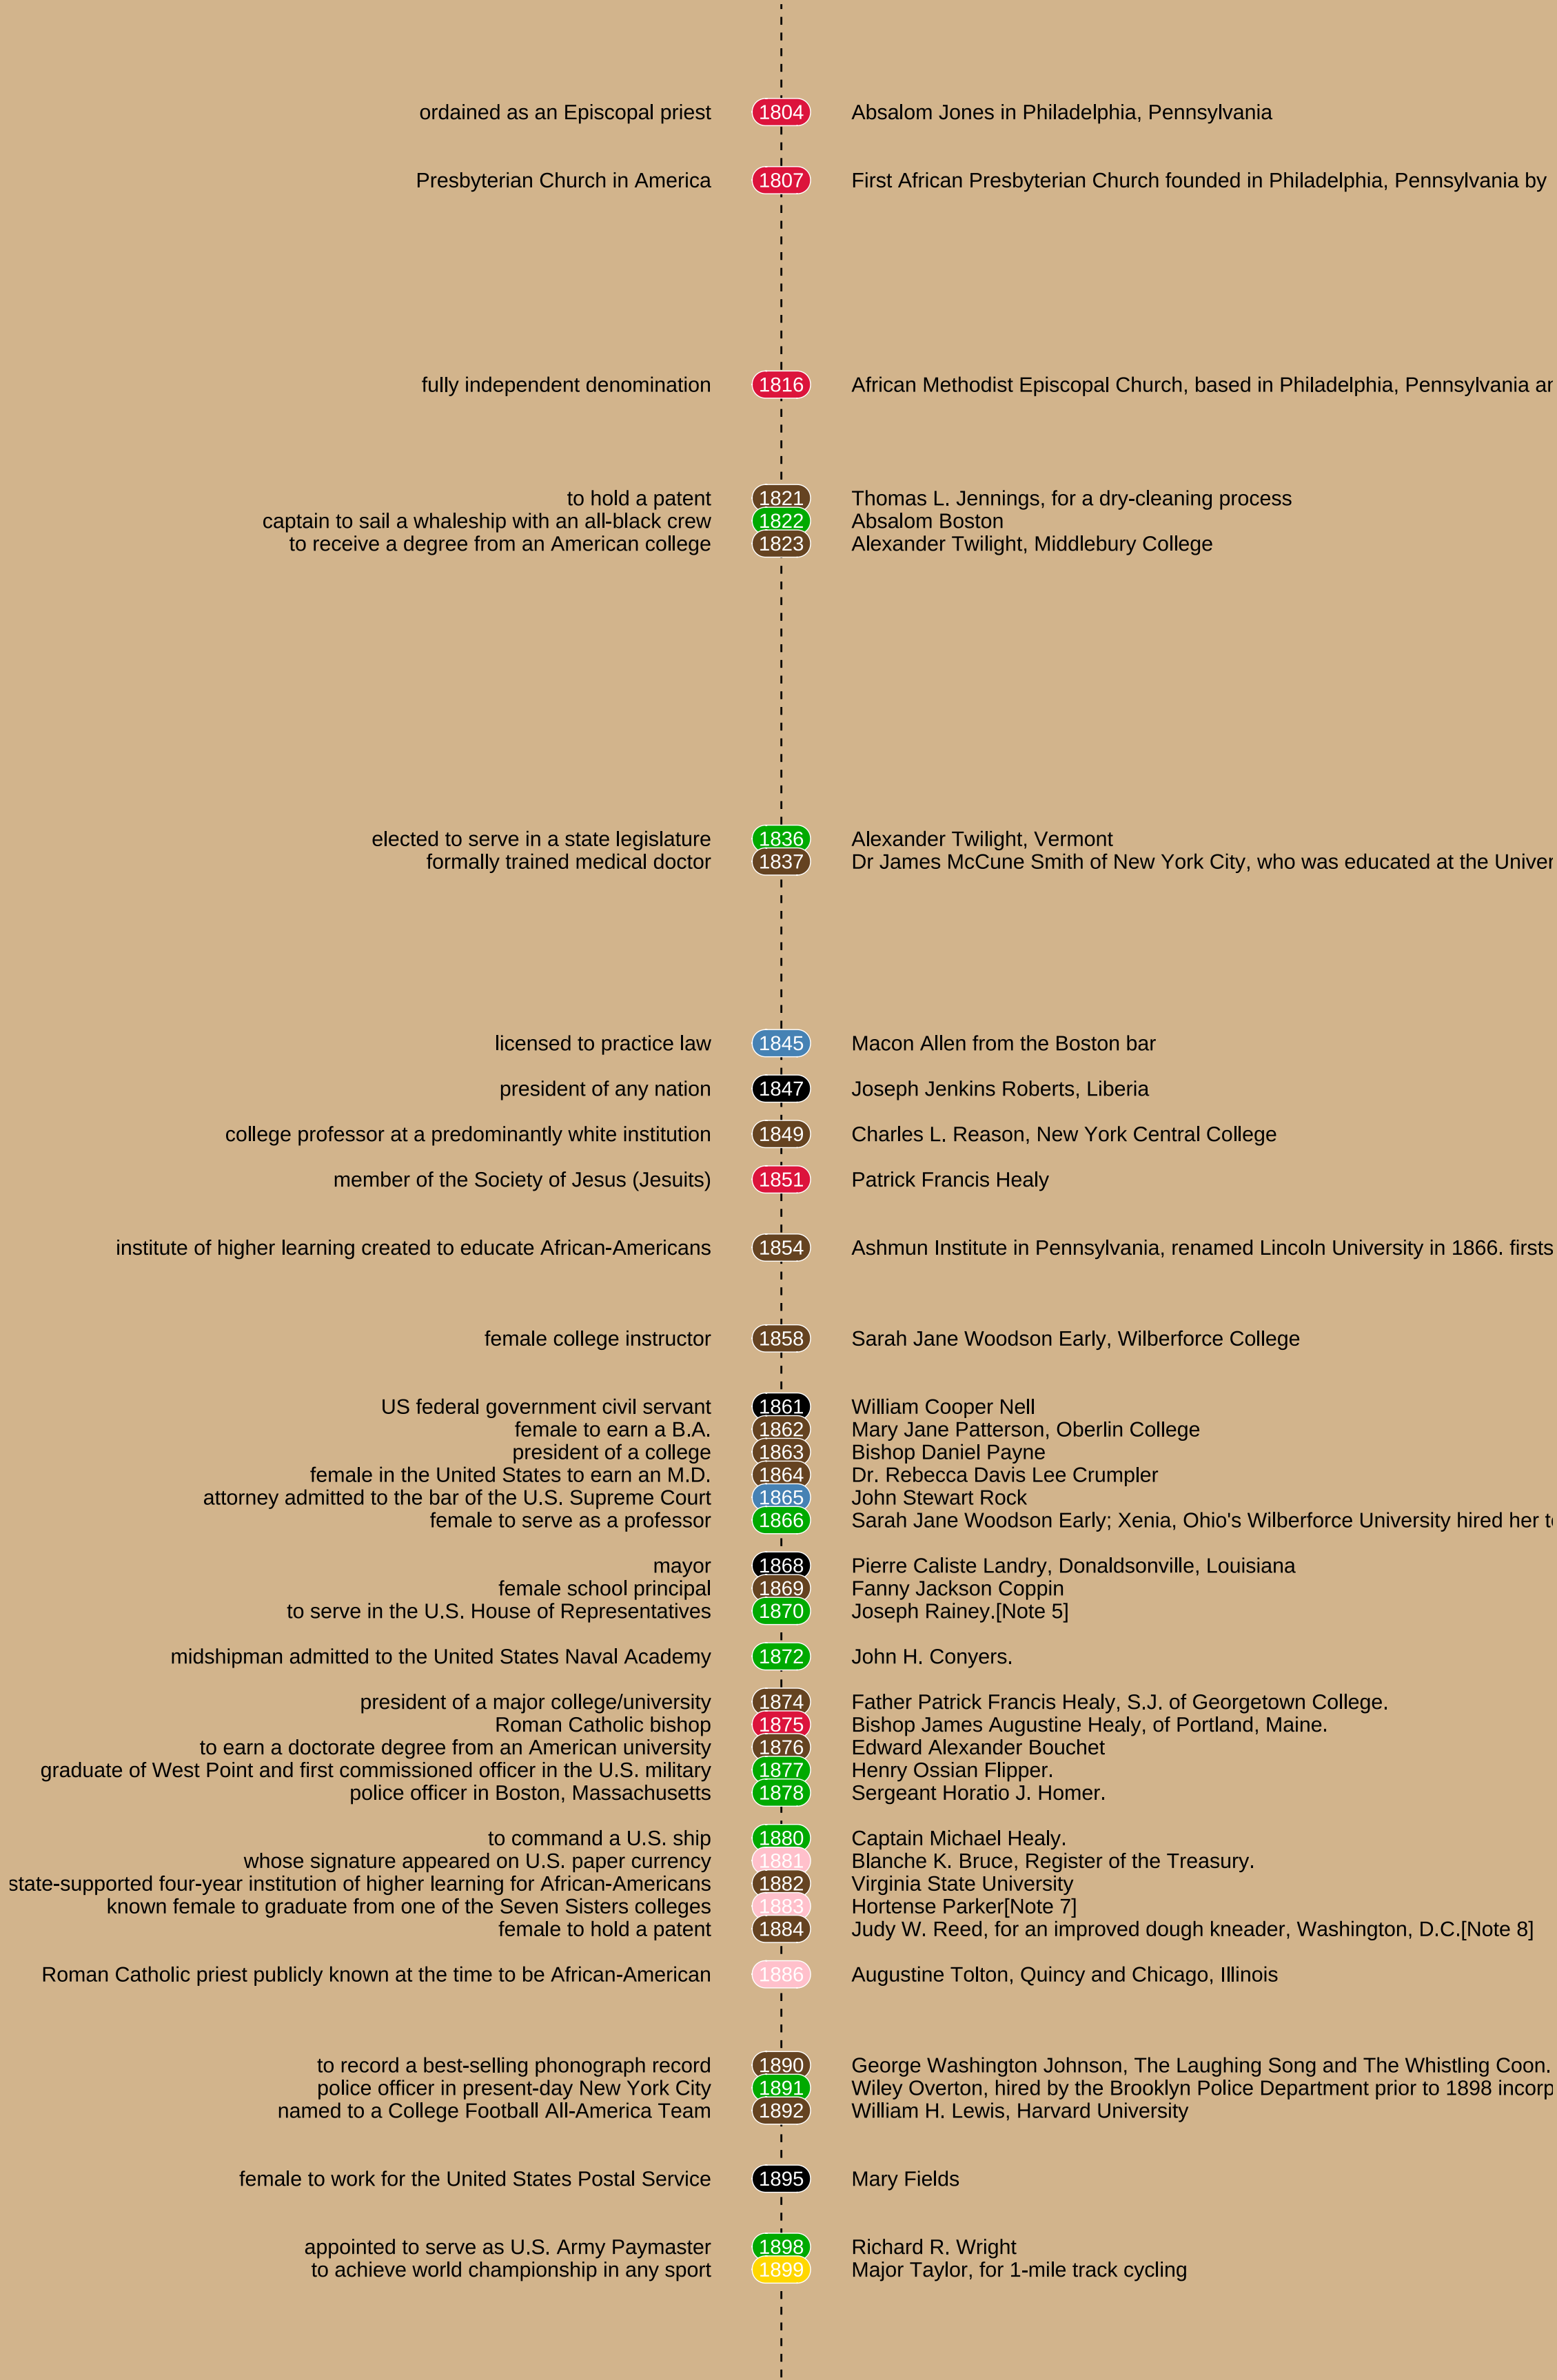 ordained as an Episcopal priest 1804 Absalom Jones in Philadelphia, Pennsylvania
Presbyterian Church in America 1807 First African Presbyterian Church founded in Philadelphia, Pennsylvania by
fully independent denomination 1816 African Methodist Episcopal Church, based in Philadelphia, Pennsylvania
to hold a patent 1821 Thomas L. Jennings, for a dry-cleaning process
captain to sail a whaleship with an all-black crew 1822 Absalom Boston
to receive a degree from an American college 1823 Alexander Twilight, Middlebury College
elected to serve in a state legislature 1836 Alexander Twilight, Vermont
formally trained medical doctor 1837 Dr James McCune Smith of New York City, who was educated at the
licensed to practice law 1845 Macon Allen from the Boston bar
president of any nation 1847 Joseph Jenkins Roberts, Liberia
college professor at a predominantly white institution 1849 Charles L. Reason, New York Central College
member of the Society of Jesus (Jesuits) 1851 Patrick Francis Healy
institute of higher learning created to educate African-Americans 1854 Ashmun Institute in Pennsylvania, renamed Lincoln University in 1866. firsts
female college instructor 1858 Sarah Jane Woodson Early, Wilberforce College
US federal government civil servant 1861 William Cooper Nell
female to earn a B.A. 1862 Mary Jane Patterson, Oberlin College
president of a college 1863 Bishop Daniel Payne
female in the United States to earn an M.D. 1864 Dr. Rebecca Davis Lee Crumpler
attorney admitted to the bar of the U.S. Supreme Court 1865 John Stewart Rock
female to serve as a professor 1866 Sarah Jane Woodson Early; Xenia, Ohio's Wilberforce University hired her
mayor 1868 Pierre Caliste Landry, Donaldsonville, Louisiana
female school principal 1869 Fanny Jackson Coppin
to serve in the U.S. House of Representatives 1870 Joseph Rainey.[Note 5]
midshipman admitted to the United States Naval Academy 1872 John H. Conyers.
president of a major college/university 1874 Father Patrick Francis Healy, S.J. of Georgetown College.
Roman Catholic bishop 1875 Bishop James Augustine Healy, of Portland, Maine.
to earn a doctorate degree from an American university 1876 Edward Alexander Bouchet
graduate of West Point and first commissioned officer in the U.S. military 1877 Henry Ossian Flipper.
police officer in Boston, Massachusetts 1878 Sergeant Horatio J. Homer.
to command a U.S. ship 1880 Captain Michael Healy.
whose signature appeared on U.S. paper currency 1881 Blanche K. Bruce, Register of the Treasury.
state-supported four-year institution of higher learning for African-Americans 1882 Virginia State University
known female to graduate from one of the Seven Sisters colleges 1883 Hortense Parker[Note 7]
female to hold a patent 1884 Judy W. Reed, for an improved dough kneader, Washington, D.C.[Note 8]
Roman Catholic priest publicly known at the time to be African-American 1886 Augustine Tolton, Quincy and Chicago, Illinois
to record a best-selling phonograph record 1890 George Washington Johnson, The Laughing Song and The Whistling Coon.
police officer in present-day New York City 1891 Wiley Overton, hired by the Brooklyn Police Department prior to 1898
named to a College Football All-America Team 1892 William H. Lewis, Harvard University
female to work for the United States Postal Service 1895 Mary Fields
appointed to serve as U.S. Army Paymaster 1898 Richard R. Wright
to achieve world championship in any sport 1899 Major Taylor, for 1-mile track cycling